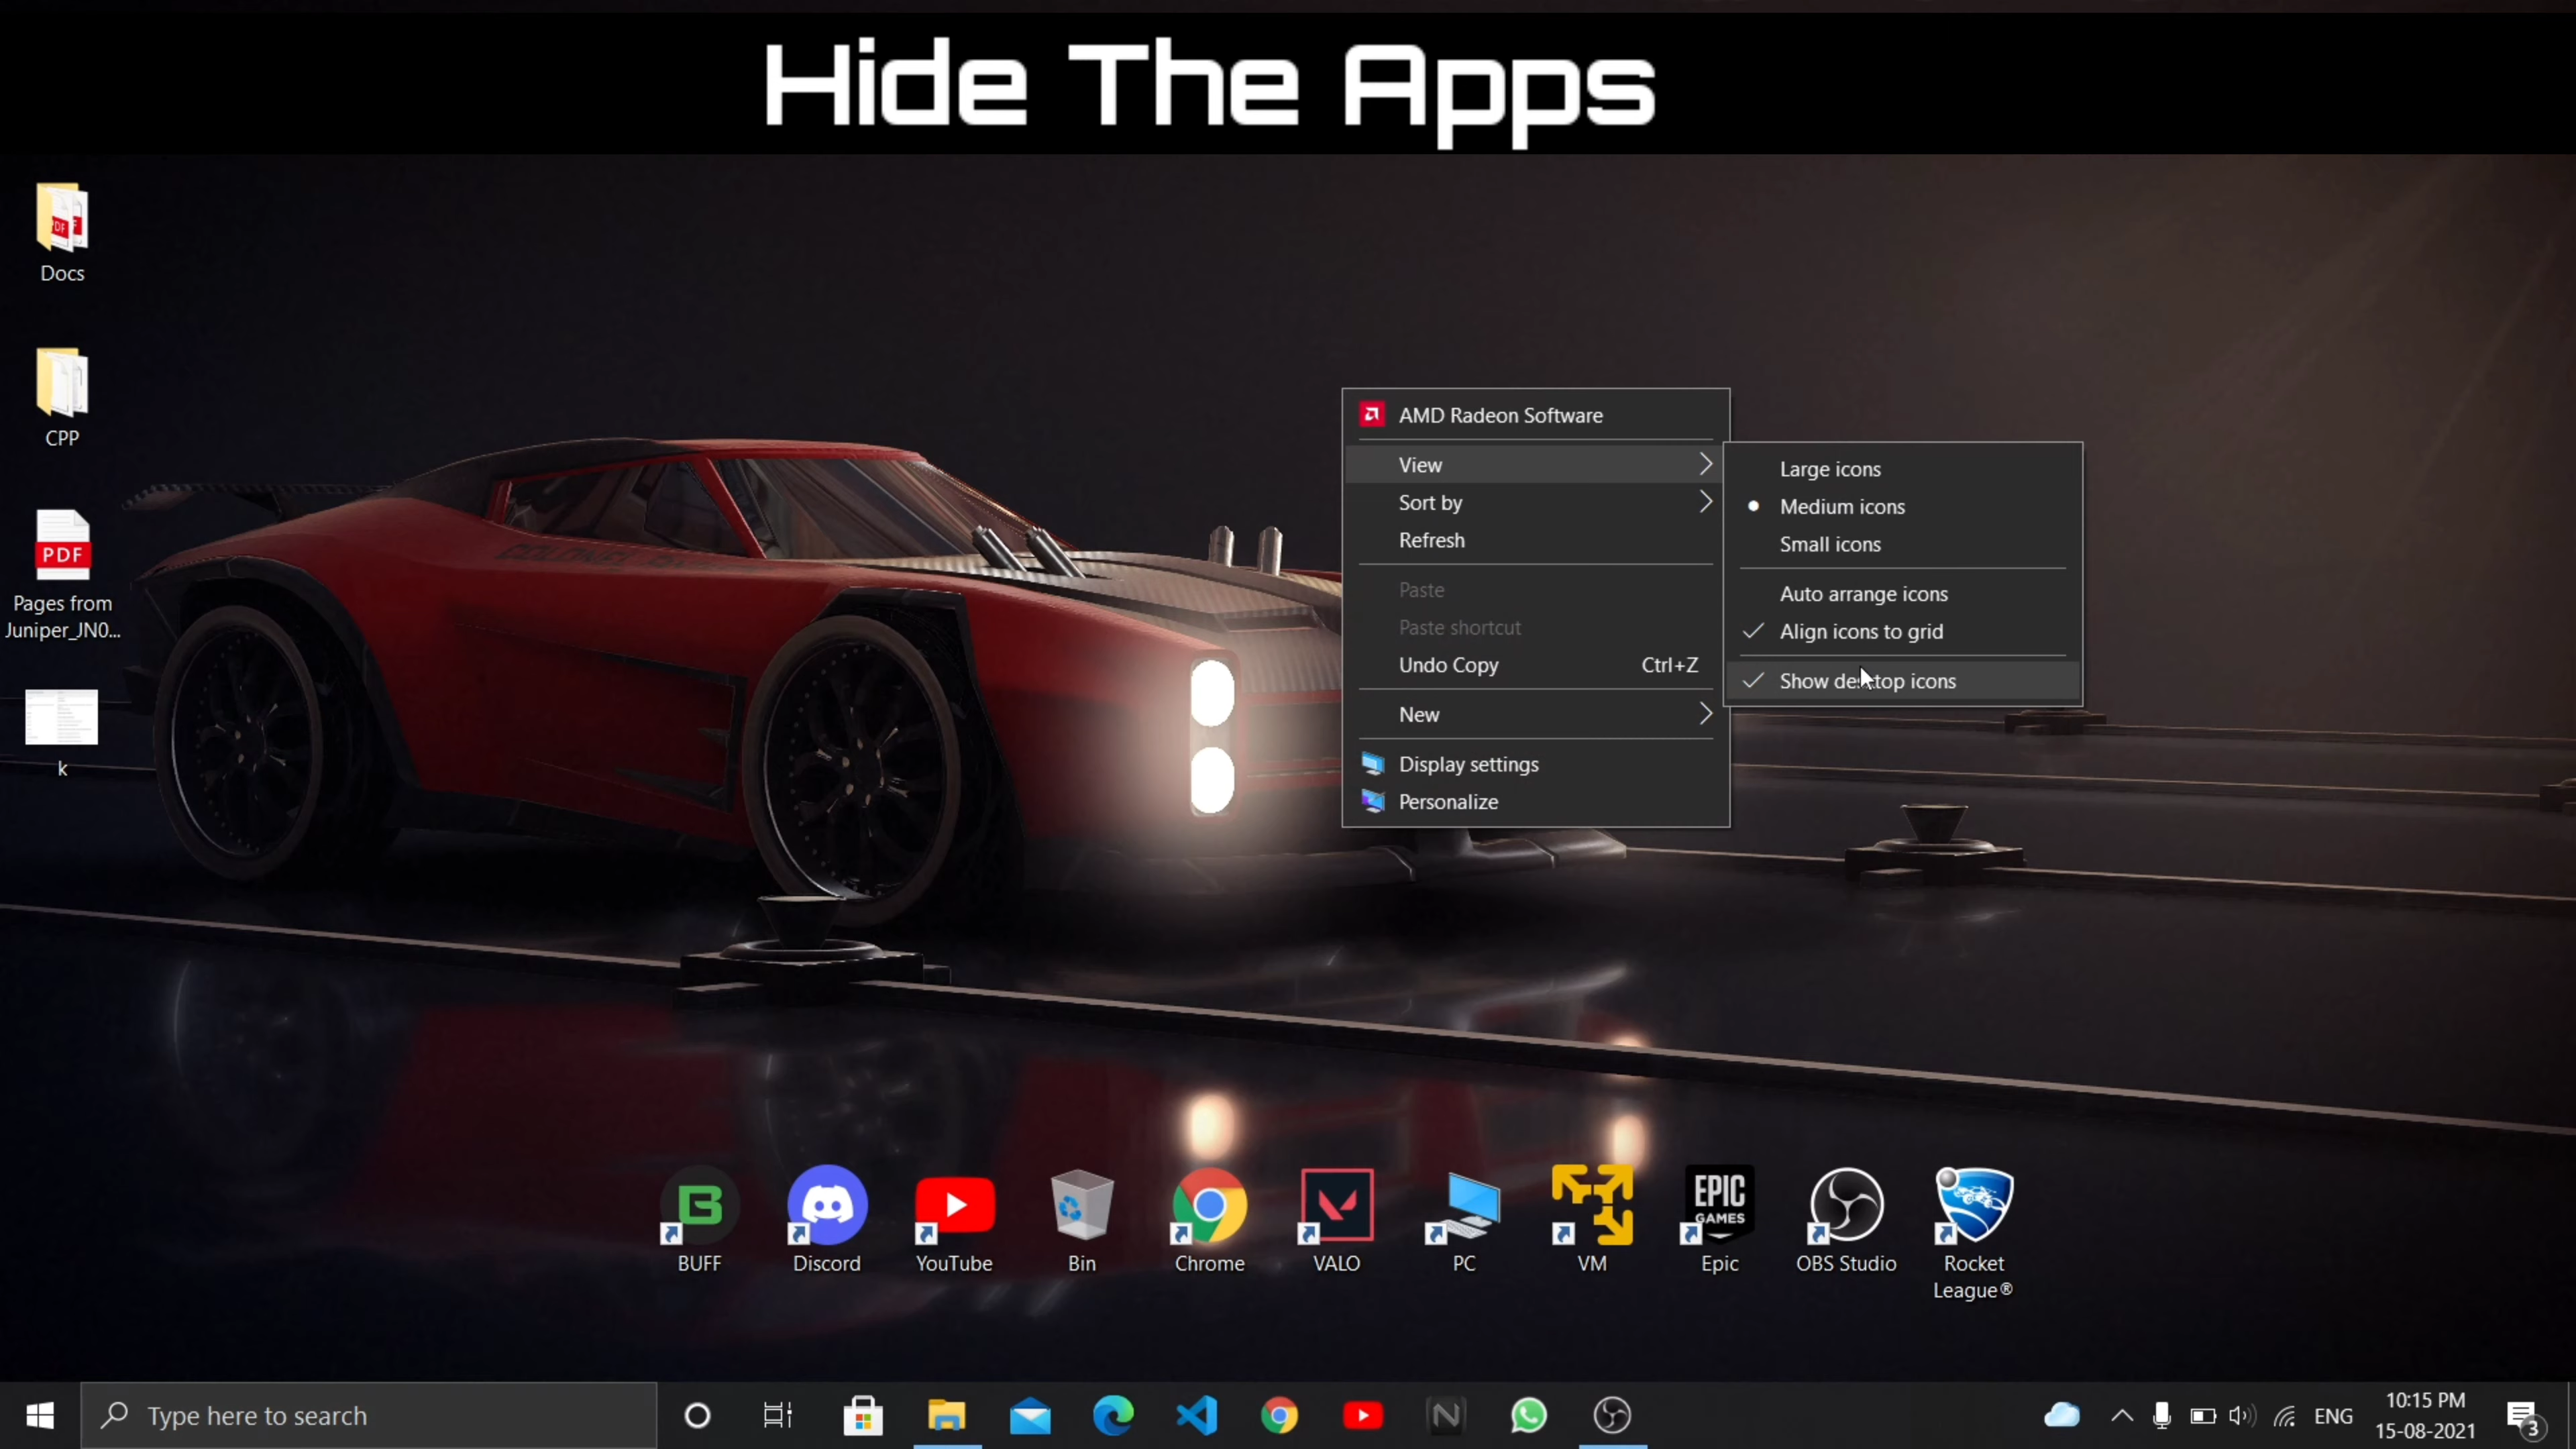 Hide The Apps
Docs
CPP
PDF
Pages from
Juniper_JN0...
k
AMD Radeon Software
View
Sort by
Refresh
Paste
Paste shortcut
Undo Copy Ctrl+Z
New
Display settings
Personalize
Large icons
Medium icons
Small icons
Auto arrange icons
Align icons to grid
Show desktop icons
EPIC
GAMES
BUFF
Discord
YouTube
Bin
Chrome
VALO
PC
VM
Epic
OBS Studio
Rocket
League®
Type here to search
ENG
10:15 PM
15-08-2021
3